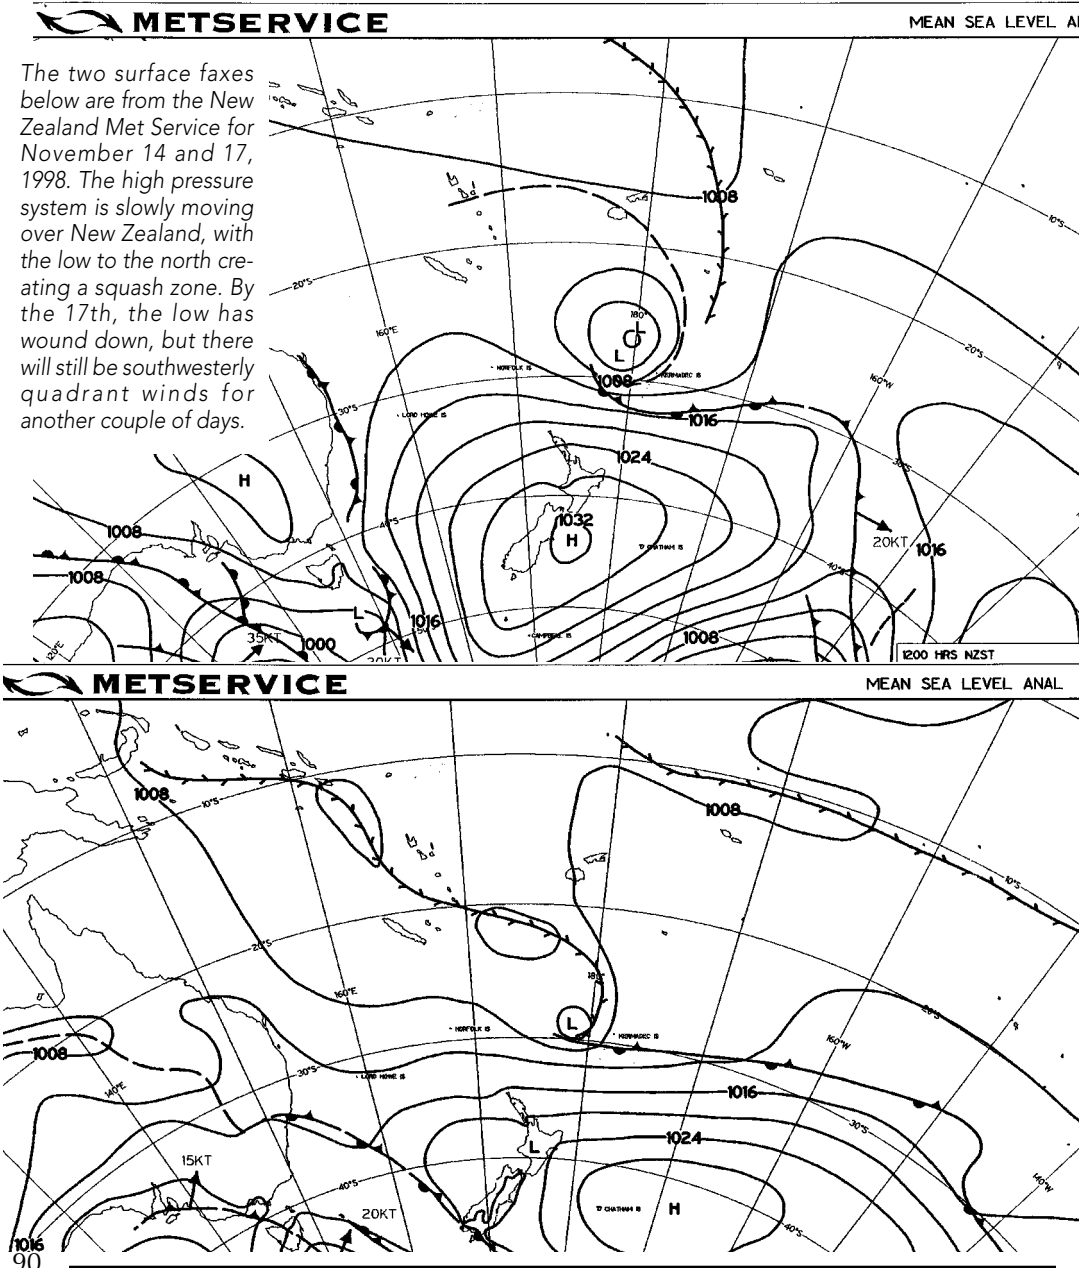 METSERVICE
MEAN SEA LEVEL
The two surface faxes
below are from the New
Zealand Met Service for
November 14 and 17,
1998. The high pressure
system is slowly moving
over New Zealand, with
the low to the north cre-
ating a squash zone. By
the 17th, the low has
wound down, but there
will still be southwesterly
quadrant winds for
another couple of days.
1008
10°S
20°S
180°
L
L
160°E
20°S
NORFOLK IS
1008
KERMADEC IS
160°W
30°S
LORD HOWE IS
1016
1024
30°S
H
1032
H
40°S
1008
CHATHAM IS
20KT
1016
1008
40°S
L
1016
50°S
CAMPBELL IS
1008
35KT
1000
20KT
120°E
1200 HRS NZST
METSERVICE
MEAN SEA LEVEL ANAL
1008
10°S
1008
10°S
20°S
180°
160°E
20°S
L
NORFOLK IS
KERMADEC IS
160°W
1008
30°S
LORD HOWE IS
140°E
1016
30°S
1024
L
15KT
40°S
140°W
20KT
CHATHAM IS
H
40°S
1016
90